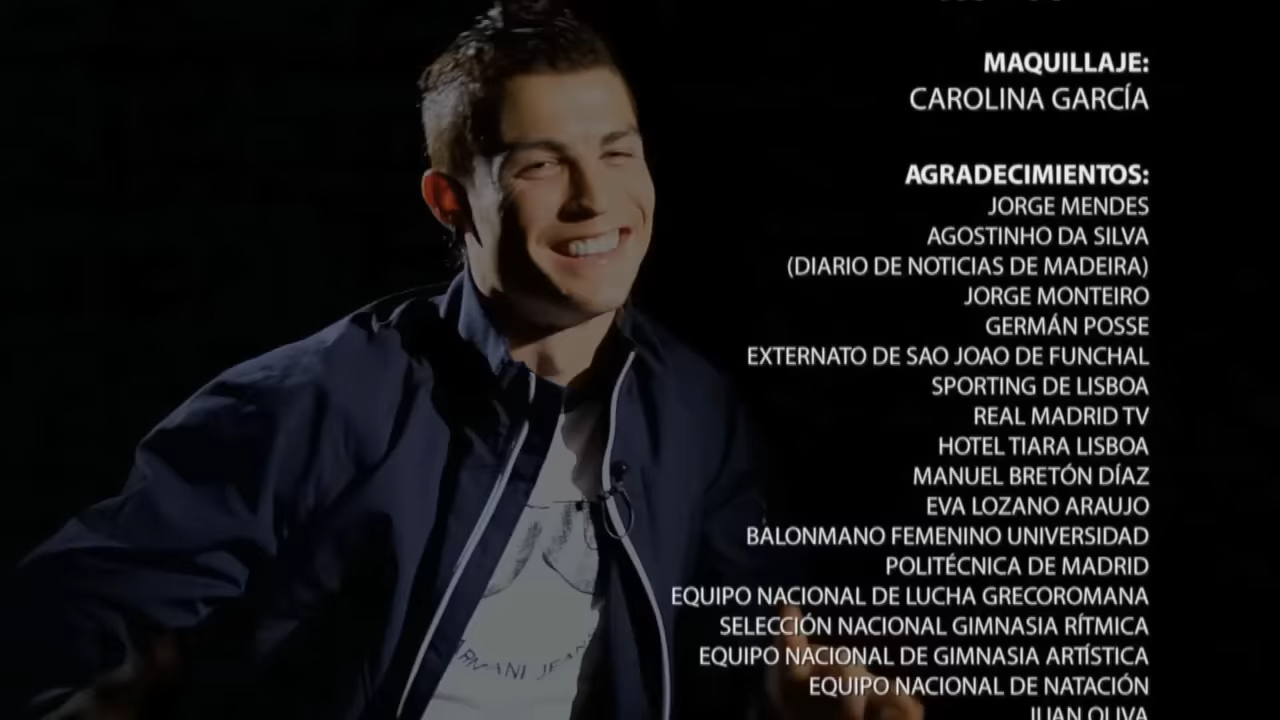 MAQUILLAJE:
CAROLINA GARCÍA
AGRADECIMIENTOS:
JORGE MENDES
AGOSTINHO DA SILVA
(DIARIO DE NOTICIAS DE MADEIRA)
JORGE MONTEIRO
GERMÁN POSSE
EXTERNATO DE SAO JOAO DE FUNCHAL
SPORTING DE LISBOA
REAL MADRID TV
HOTEL TIARA LISBOA
MANUEL BRETÓN DÍAZ
EVA LOZANO ARAUJO
BALONMANO FEMENINO UNIVERSIDAD
POLITÉCNICA DE MADRID
EQUIPO NACIONAL DE LUCHA GRECOROMANA
SELECCIÓN NACIONAL GIMNASIA RÍTMICA
EQUIPO NACIONAL DE GIMNASIA ARTÍSTICA
EQUIPO NACIONAL DE NATACIÓN
JUAN OLIVA